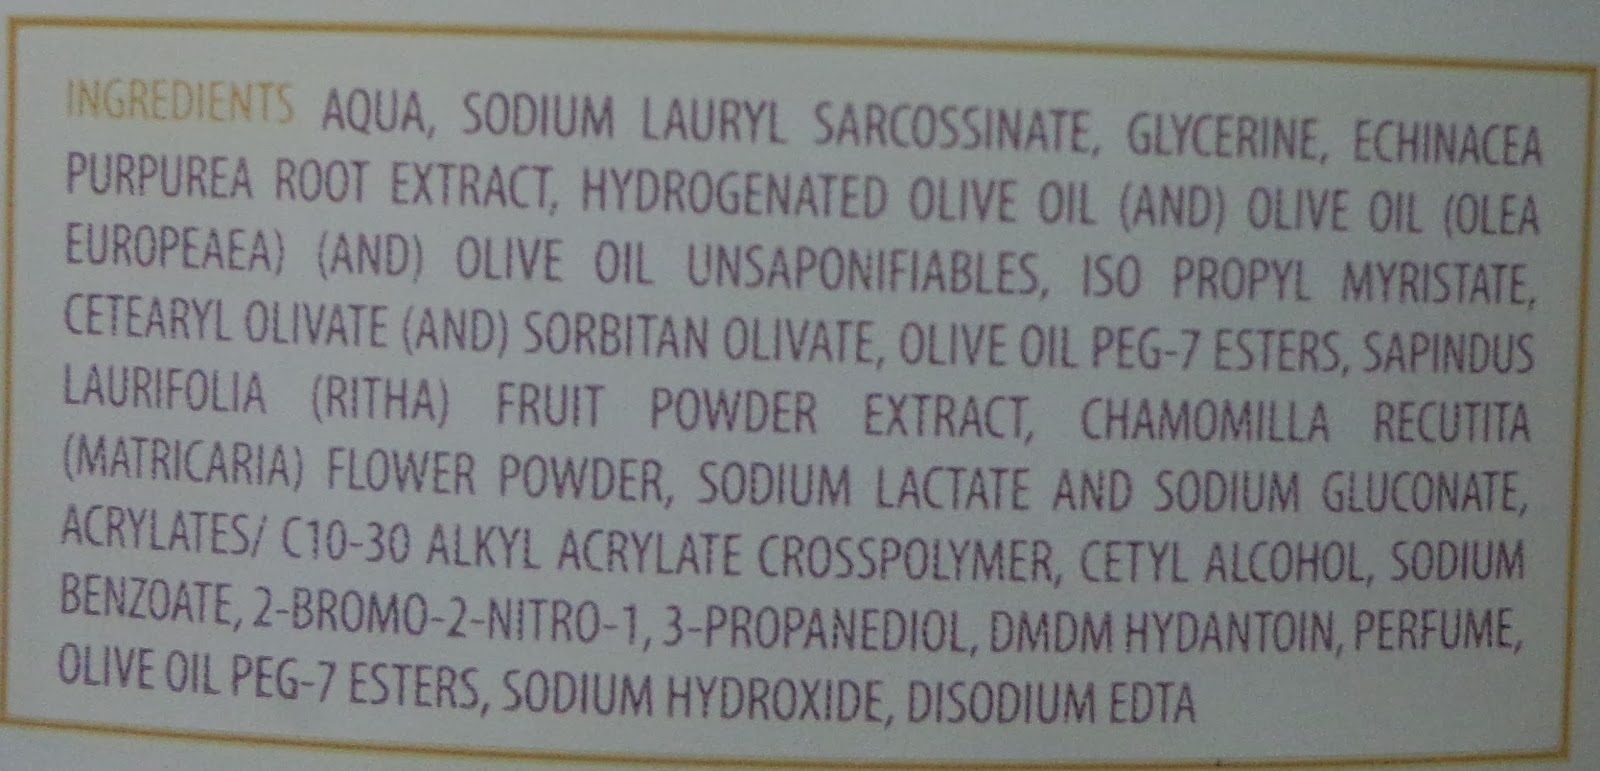 INGREDIENTS AQUA, SODIUM LAURYL SARCOSSINATE, GLYCERINE, ECHINACEA
PURPUREA ROOT EXTRACT, HYDROGENATED OLIVE OIL (AND) OLIVE OIL (OLEA
EUROPEAEA) (AND) OLIVE OIL UNSAPONIFIABLES, ISO PROPYL MYRISTATE,
CETEARYL OLIVATE (AND) SORBITAN OLIVATE, OLIVE OIL PEG-7 ESTERS, SAPINDUS
LAURIFOLIA (RITHA) FRUIT POWDER EXTRACT, CHAMOMILLA RECUTITA
(MATRICARIA) FLOWER POWDER, SODIUM LACTATE AND SODIUM GLUCONATE,
ACRYLATES/ C10-30 ALKYL ACRYLATE CROSSPOLYMER, CETYL ALCOHOL, SODIUM
BENZOATE, 2-BROMO-2-NITRO-1, 3-PROPANEDIOL, DMDM HYDANTOIN, PERFUME,
OLIVE OIL PEG-7 ESTERS, SODIUM HYDROXIDE, DISODIUM EDTA